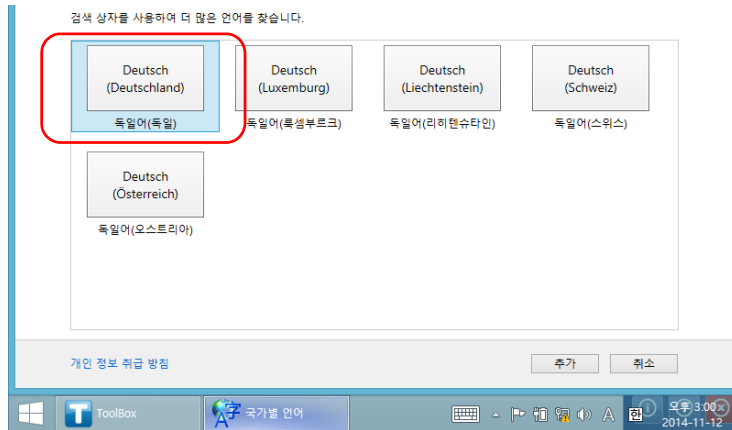 검색 상자를 사용하여 더 많은 언어를 찾습니다.
Deutsch
(Deutschland)
독일어(독일)
Deutsch
(Luxemburg)
독일어(룩셈부르크)
Deutsch
(Liechtenstein)
독일어(리히텐슈타인)
Deutsch
(Schweiz)
독일어(스위스)
Deutsch
(Österreich)
독일어(오스트리아)
개인 정보 취급 방침
추가
취소
ToolBox
字A 국가별 언어
A
한
오후 3:00
2014-11-12